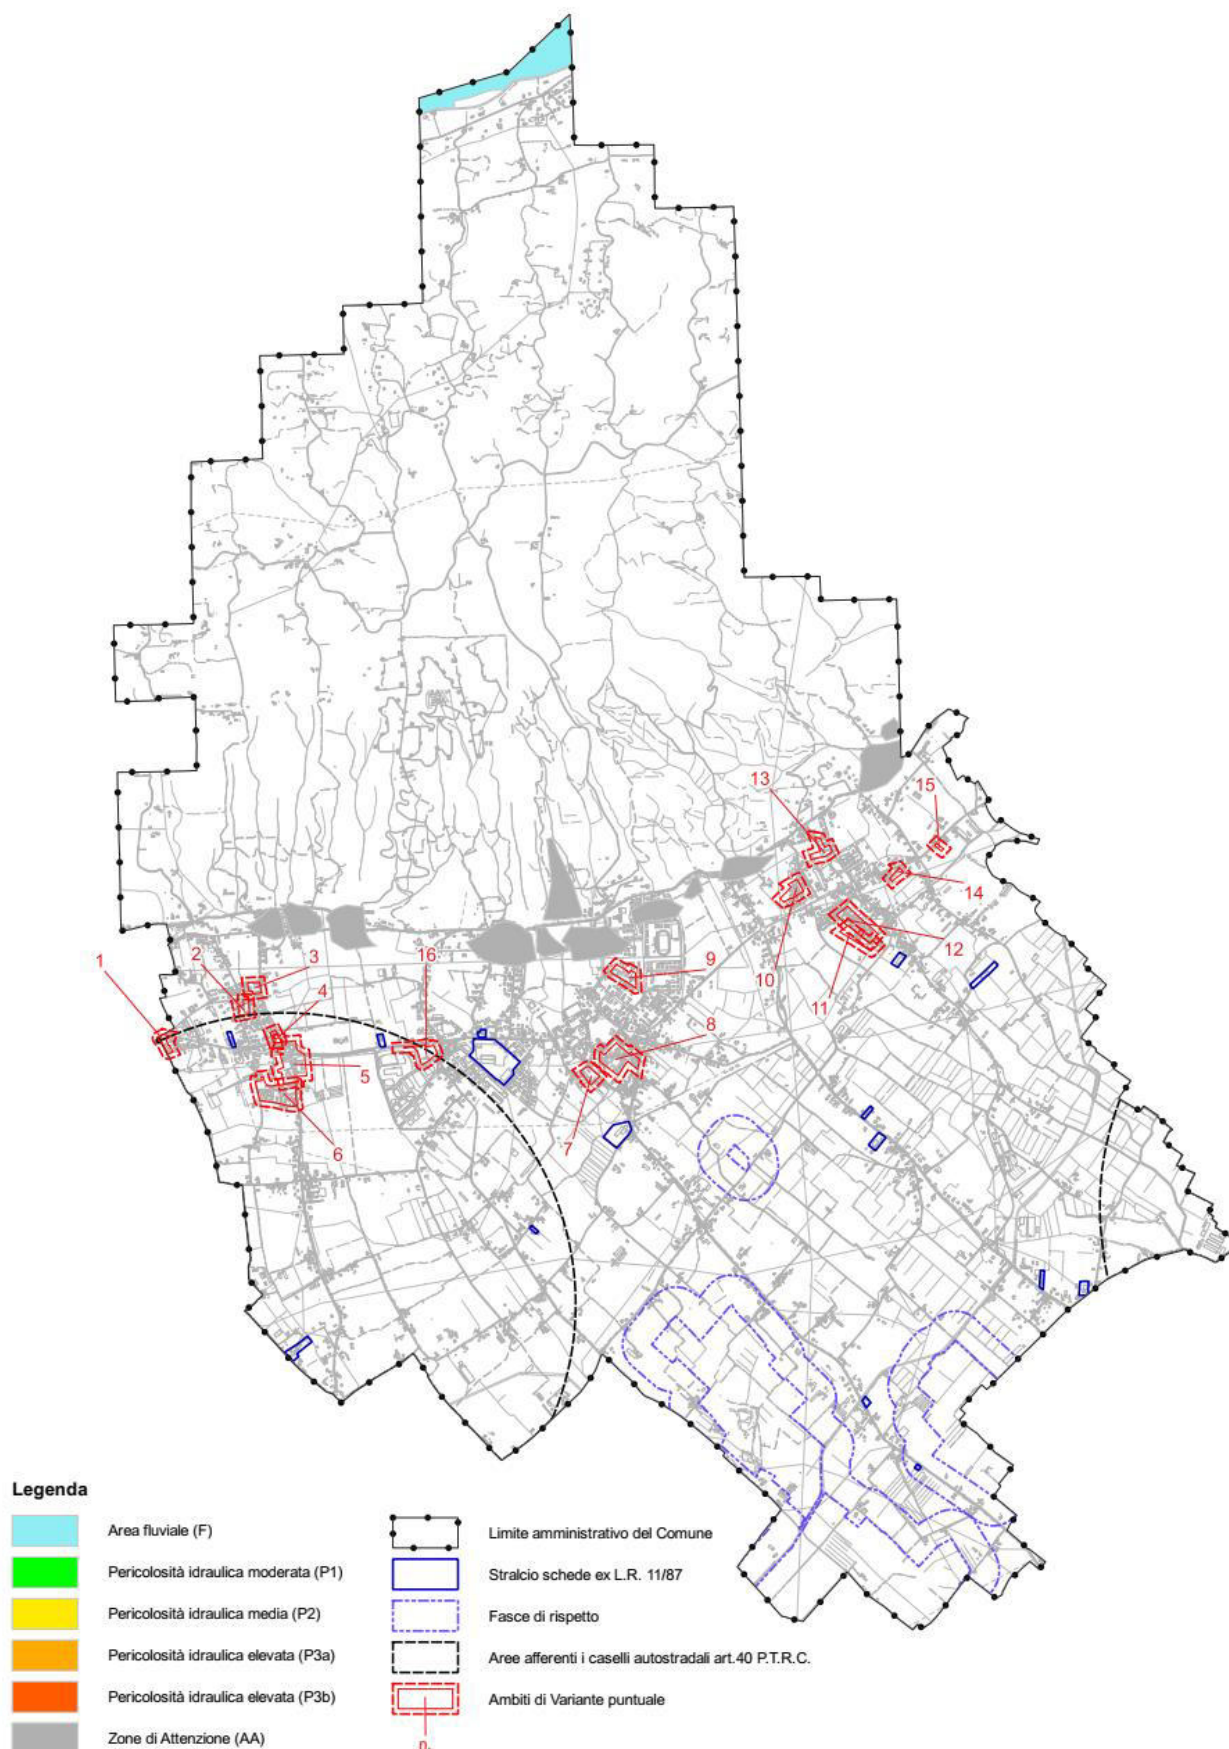 13
15
14
12
10
11
9
16
3
2
1
4
8
5
7
6
Legenda
Area fluviale (F)
Pericolosità idraulica moderata (P1)
Pericolosità idraulica media (P2)
Pericolosità idraulica elevata (P3a)
Pericolosità idraulica elevata (P3b)
Zone di Attenzione (AA)
Limite amministrativo del Comune
Stralcio schede ex L.R. 11/87
Fasce di rispetto
Aree afferenti i caselli autostradali art.40 P.T.R.C.
Ambiti di Variante puntuale
n.